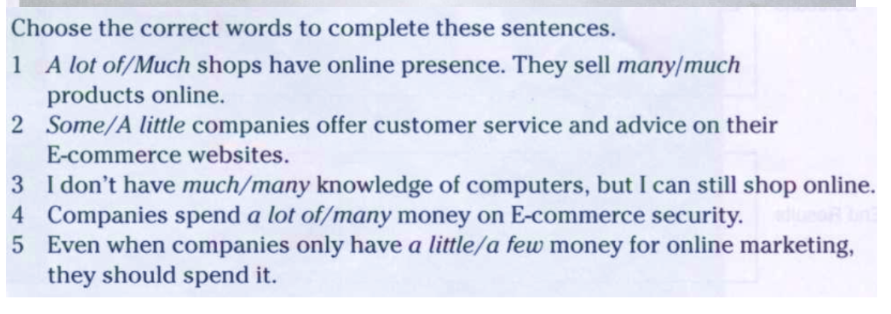 Choose the correct words to complete these sentences.
1 A lot of/Much shops have online presence. They sell many/much
products online.
2 Some/A little companies offer customer service and advice on their
E-commerce websites.
3 I don't have much/many knowledge of computers, but I can still shop online.
4 Companies spend a lot of/many money on E-commerce security.
5 Even when companies only have a little/a few money for online marketing,
they should spend it.